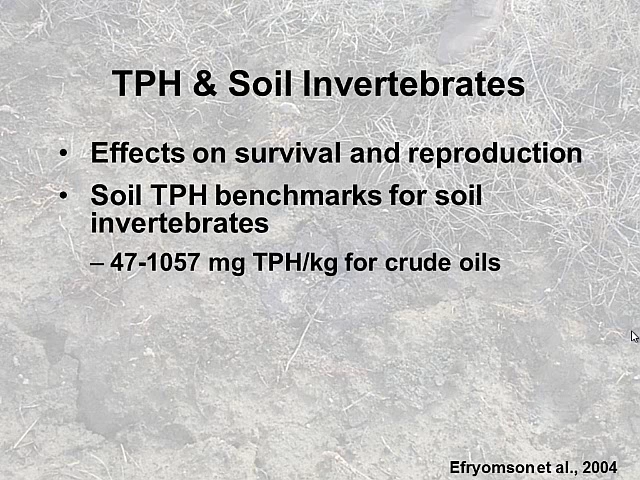 TPH & Soil Invertebrates
• Effects on survival and reproduction
• Soil TPH benchmarks for soil
invertebrates
– 47-1057 mg TPH/kg for crude oils
Efryomson et al., 2004